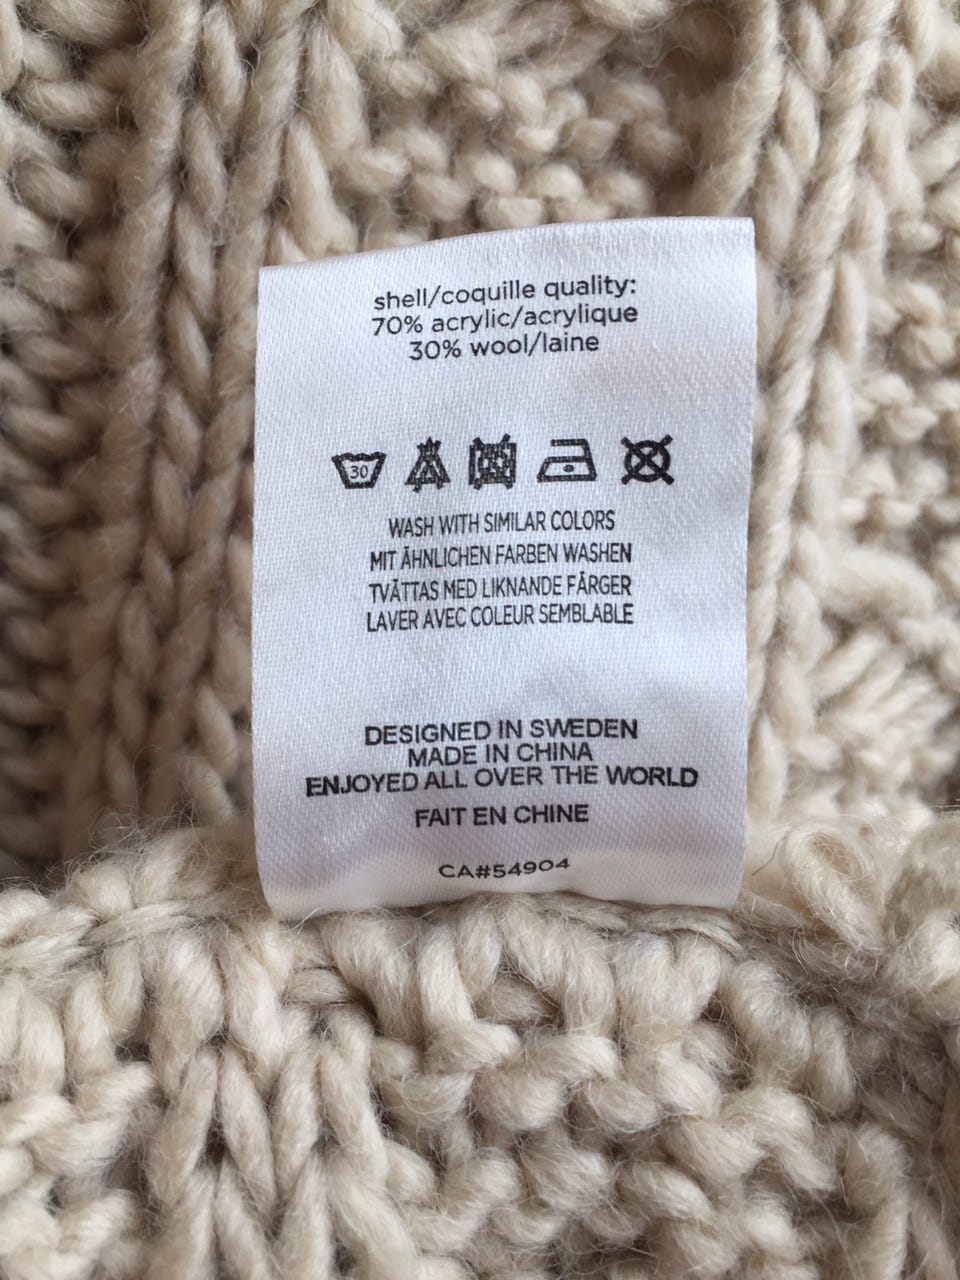 shell/coquille quality:
70% acrylic/acrylique
30% wool/laine
30
WASH WITH SIMILAR COLORS
MIT ÄHNLICHEN FARBEN WASHEN
TVÄTTAS MED LIKNANDE FÄRGER
LAVER AVEC COLEUR SEMBLABLE
DESIGNED IN SWEDEN
MADE IN CHINA
ENJOYED ALL OVER THE WORLD
FAIT EN CHINE
CA#54904